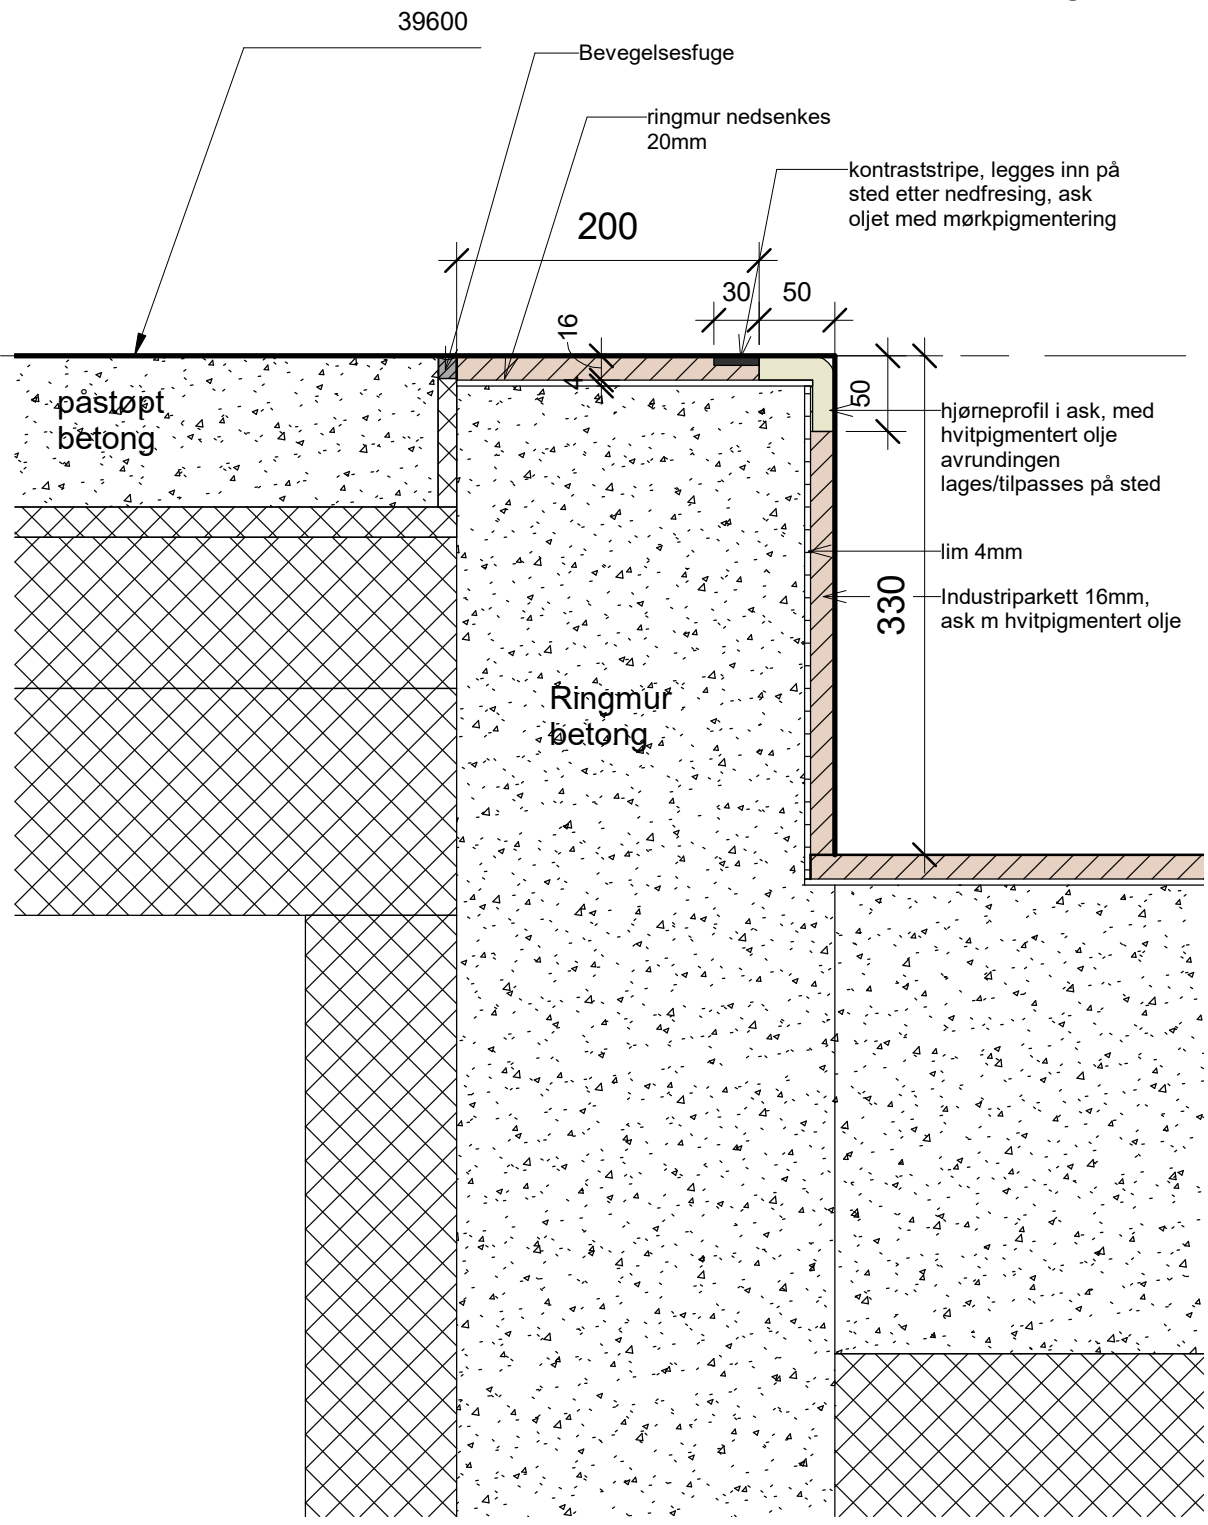 39600
Bevegelsesfuge
ringmur nedsenkes
20mm
kontraststripe, legges inn på
sted etter nedfresing, ask
oljet med mørkpigmentering
200
30
50
16
4
50
påstøpt
betong
hjørneprofil i ask, med
hvitpigmentert olje
avrundingen
lages/tilpasses på sted
lim 4mm
330
Industriparkett 16mm,
ask m hvitpigmentert olje
Ringmur
betong